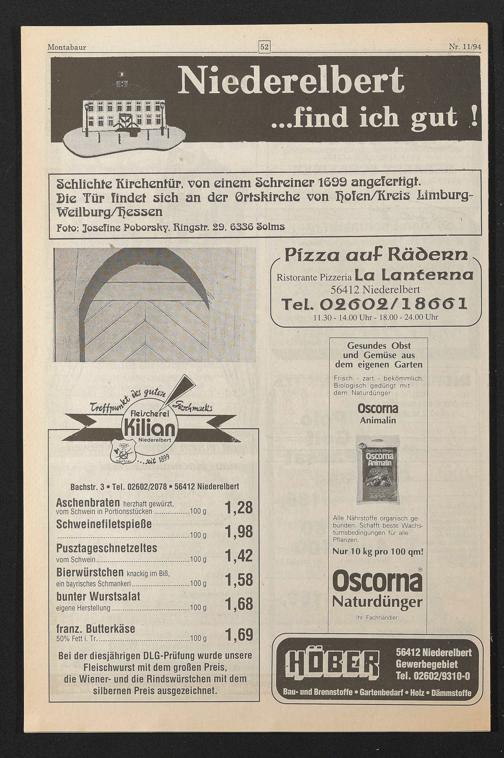 Montabaur
52
Nr. 11/94
Niederelbert
...find ich gut !
Schlichte Kirchentür, von einem Schreiner 1699 angefertigt.
Die Tür findet sich an der Ortskirche von Hofen/Kreis Limburg-
Weilburg/Hessen
Foto: Josefine Poborsky, Ringstr. 29, 6336 Solms
Pizza auf Rädern
Ristorante Pizzeria La Lanterna
56412 Niederelbert
Tel. 02602/18661
11.30 - 14.00 Uhr - 18.00 - 24.00 Uhr
Treffpunkt des guten Geschmacks
Fleischerei
Kilian
Niederelbert
...seit 1899
Bachstr. 3 • Tel. 02602/2078 • 56412 Niederelbert
Aschenbraten herzhaft gewürzt,
vom Schwein in Portionsstücken ..... 100 g 1,28
Schweinefiletspieße
..... 100 g 1,98
Pusztageschnetzeltes
vom Schwein ..... 100 g 1,42
Bierwürstchen knackig im Biß,
ein bayrisches Schmankerl ..... 100 g 1,58
bunter Wurstsalat
eigene Herstellung ..... 100 g 1,68
franz. Butterkäse
50% Fett i. Tr. ..... 100 g 1,69
Bei der diesjährigen DLG-Prüfung wurde unsere
Fleischwurst mit dem großen Preis,
die Wiener- und die Rindswürstchen mit dem
silbernen Preis ausgezeichnet.
Gesundes Obst
und Gemüse aus
dem eigenen Garten
Frisch - zart - bekömmlich.
Biologisch gedüngt mit
dem Naturdünger
Oscorna
Animalin
Oscorna
Animalin
Alle Nährstoffe organisch ge-
bunden. Schafft beste Wachs-
tumsbedingungen für alle
Pflanzen.
Nur 10 kg pro 100 qm!
Oscorna®
Naturdünger
Ihr Fachhändler:
HÖBER
56412 Niederelbert
Gewerbegebiet
Tel. 02602/9310-0
Bau- und Brennstoffe • Gartenbedarf • Holz • Dämmstoffe